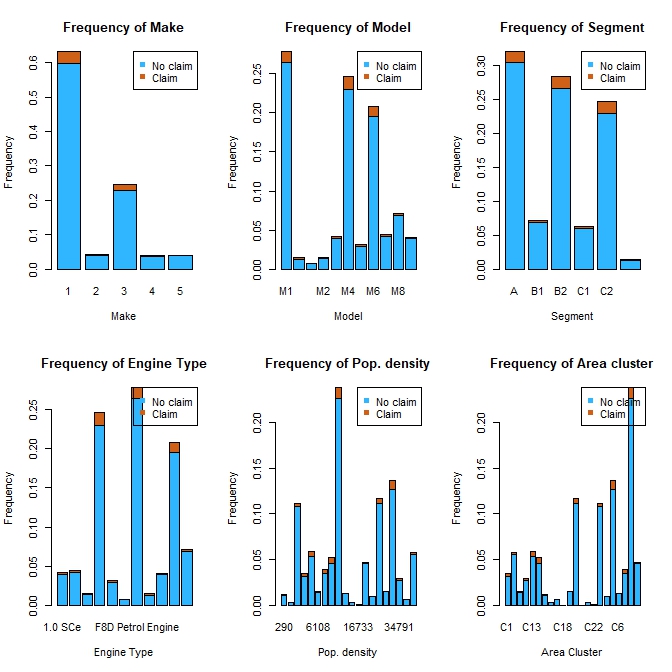 Frequency of Make
No claim
Claim
Frequency
0.0 0.1 0.2 0.3 0.4 0.5 0.6
1 2 3 4 5
Make
Frequency of Model
No claim
Claim
Frequency
0.00 0.05 0.10 0.15 0.20 0.25
M1 M2 M4 M6 M8
Model
Frequency of Segment
No claim
Claim
Frequency
0.00 0.05 0.10 0.15 0.20 0.25 0.30
A B1 B2 C1 C2
Segment
Frequency of Engine Type
No claim
Claim
Frequency
0.00 0.05 0.10 0.15 0.20 0.25
1.0 SCe F8D Petrol Engine
Engine Type
Frequency of Pop. density
No claim
Claim
Frequency
0.00 0.05 0.10 0.15 0.20
290 6108 16733 34791
Pop. density
Frequency of Area cluster
No claim
Claim
Frequency
0.00 0.05 0.10 0.15 0.20
C1 C13 C18 C22 C6
Area Cluster